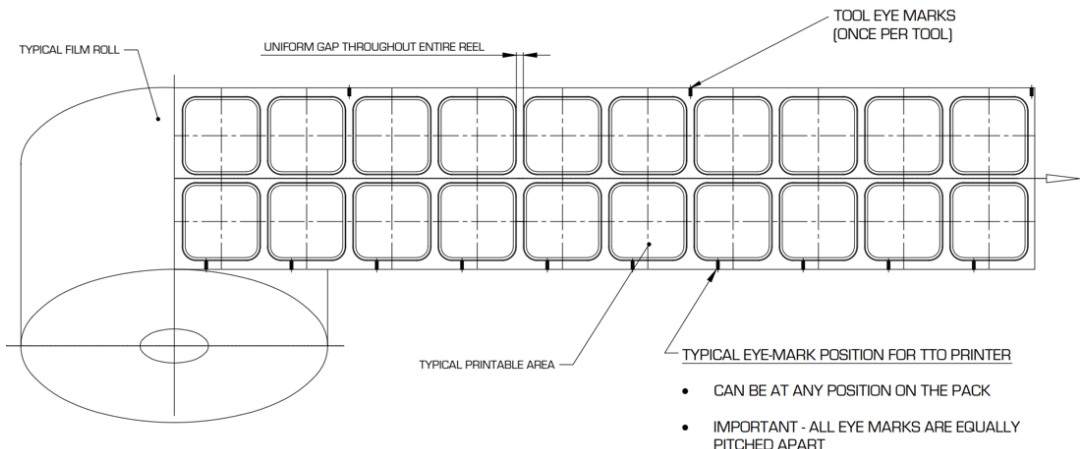 TOOL EYE MARKS
(ONCE PER TOOL)
TYPICAL FILM ROLL
UNIFORM GAP THROUGHOUT ENTIRE REEL
TYPICAL PRINTABLE AREA
TYPICAL EYE-MARK POSITION FOR TTO PRINTER
• CAN BE AT ANY POSITION ON THE PACK
• IMPORTANT - ALL EYE MARKS ARE EQUALLY
PITCHED APART